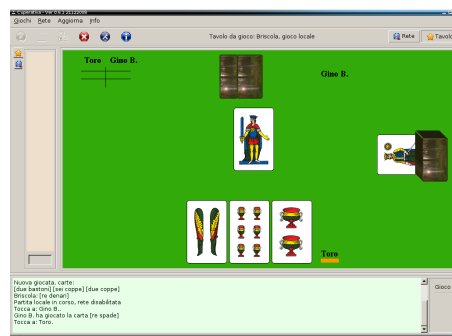 Cuperativa - Ver 0.6.1 21122008
Giochi Rete Aggiorna Info
Tavolo da gioco: Briscola, gioco locale
Rete
Tavolo
Toro Gino B.
Gino B.
Toro
Nuova giocata, carte:
[due bastoni] [sei coppe] [due coppe]
Briscola: [re denari]
Partita locale in corso, rete disabilitata
Tocca a: Gino B..
Gino B. ha giocato la carta [re spade]
Tocca a: Toro.
Gioco